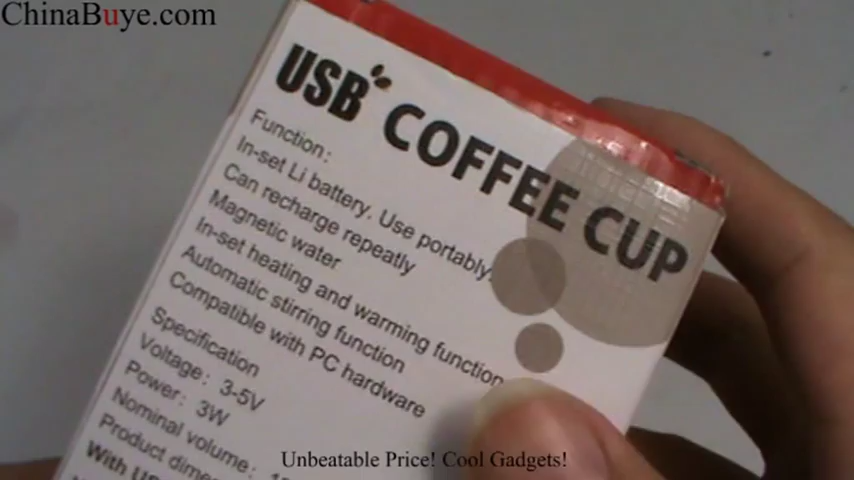 ChinaBuye.com
USB COFFEE CUP
Function:
In-set Li battery. Use portably.
Can recharge repeatly
Magnetic water
In-set heating and warming function
Automatic stirring function
Compatible with PC hardware
Specification
Voltage: 3-5V
Power: 3W
Nominal volume:
Product
With
Unbeatable Price! Cool Gadgets!